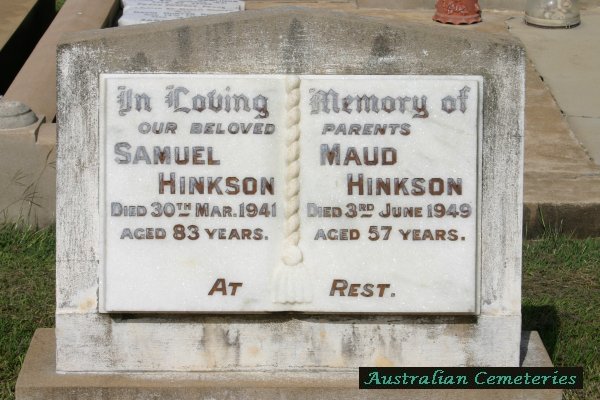 In Loving Memory of
OUR BELOVED PARENTS
SAMUEL
HINKSON
DIED 30TH MAR. 1941
AGED 83 YEARS.
MAUD
HINKSON
DIED 3RD JUNE 1949
AGED 57 YEARS.
AT REST.
Australian Cemeteries